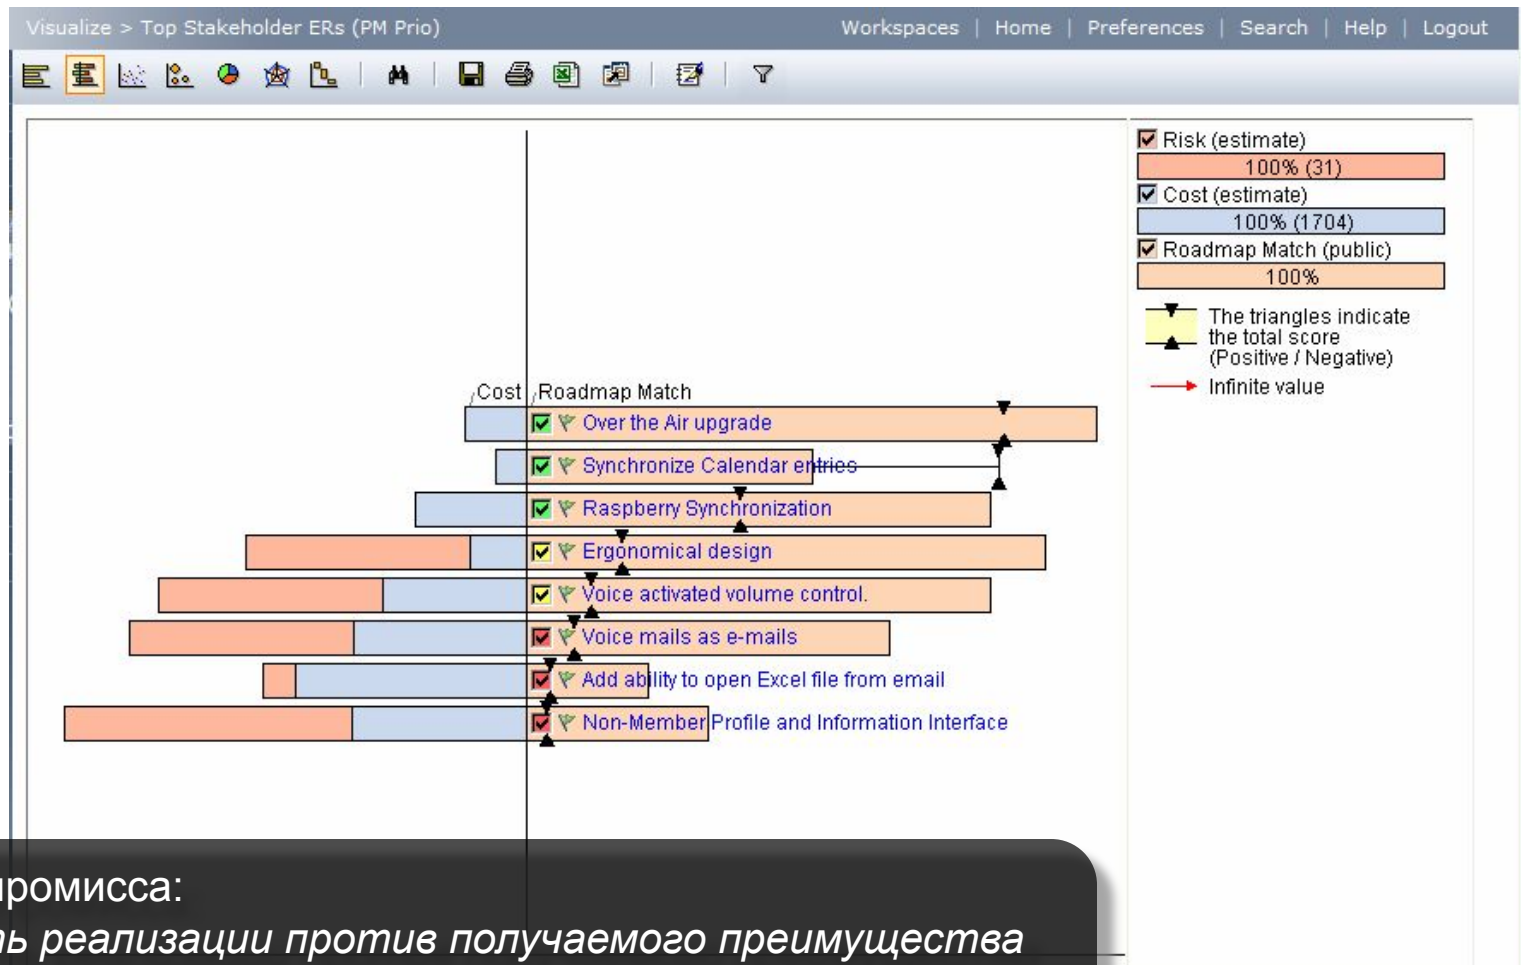 Visualize > Top Stakeholder ERs (PM Prio)
Workspaces | Home | Preferences | Search | Help | Logout
Risk (estimate)
100% (31)
Cost (estimate)
100% (1704)
Roadmap Match (public)
100%
The triangles indicate
the total score
(Positive / Negative)
Infinite value
Cost Roadmap Match
Over the Air upgrade
Synchronize Calendar entries
Raspberry Synchronization
Ergonomical design
Voice activated volume control.
Voice mails as e-mails
Add ability to open Excel file from email
Non-Member Profile and Information Interface
реализации против получаемого преимущества